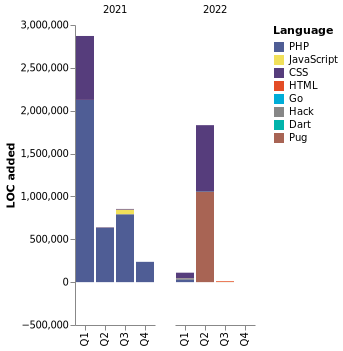 2021
2022
3,000,000
2,500,000
2,000,000
1,500,000
1,000,000
500,000
0
−500,000
LOC added
Q1
Q2
Q3
Q4
Q1
Q2
Q3
Q4
Language
PHP
JavaScript
CSS
HTML
Go
Hack
Dart
Pug